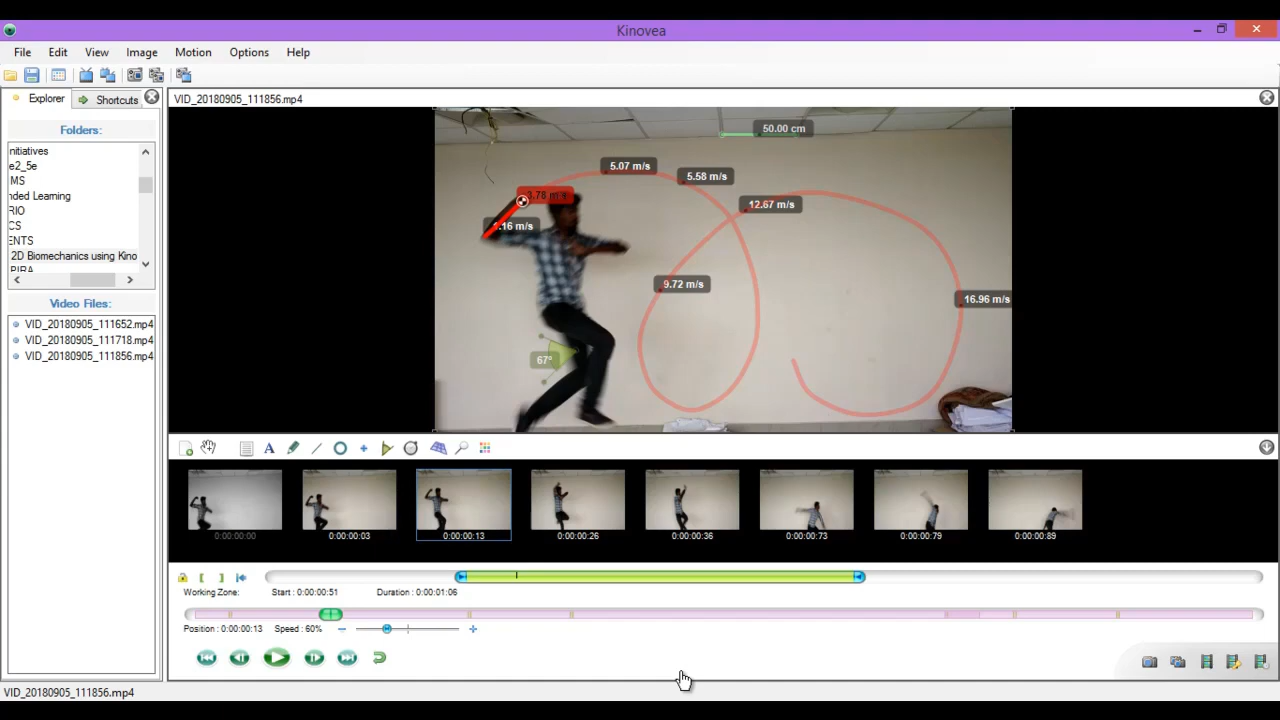 Kinovea
File Edit View Image Motion Options Help
Explorer Shortcuts
VID_20180905_111856.mp4
Folders:
nitiatives
e2_5e
MS
nded Learning
RIO
CS
ENTS
2D Biomechanics using Kino
PIRA
Video Files:
VID_20180905_111652.mp4
VID_20180905_111718.mp4
VID_20180905_111856.mp4
50.00 cm
5.07 m/s
5.58 m/s
3.78 m/s
12.67 m/s
.16 m/s
9.72 m/s
16.96 m/s
67°
0:00:00:00 0:00:00:03 0:00:00:13 0:00:00:26 0:00:00:36 0:00:00:73 0:00:00:79 0:00:00:89
Working Zone: Start : 0:00:00:51 Duration : 0:00:01:06
Position : 0:00:00:13 Speed : 60%
VID_20180905_111856.mp4